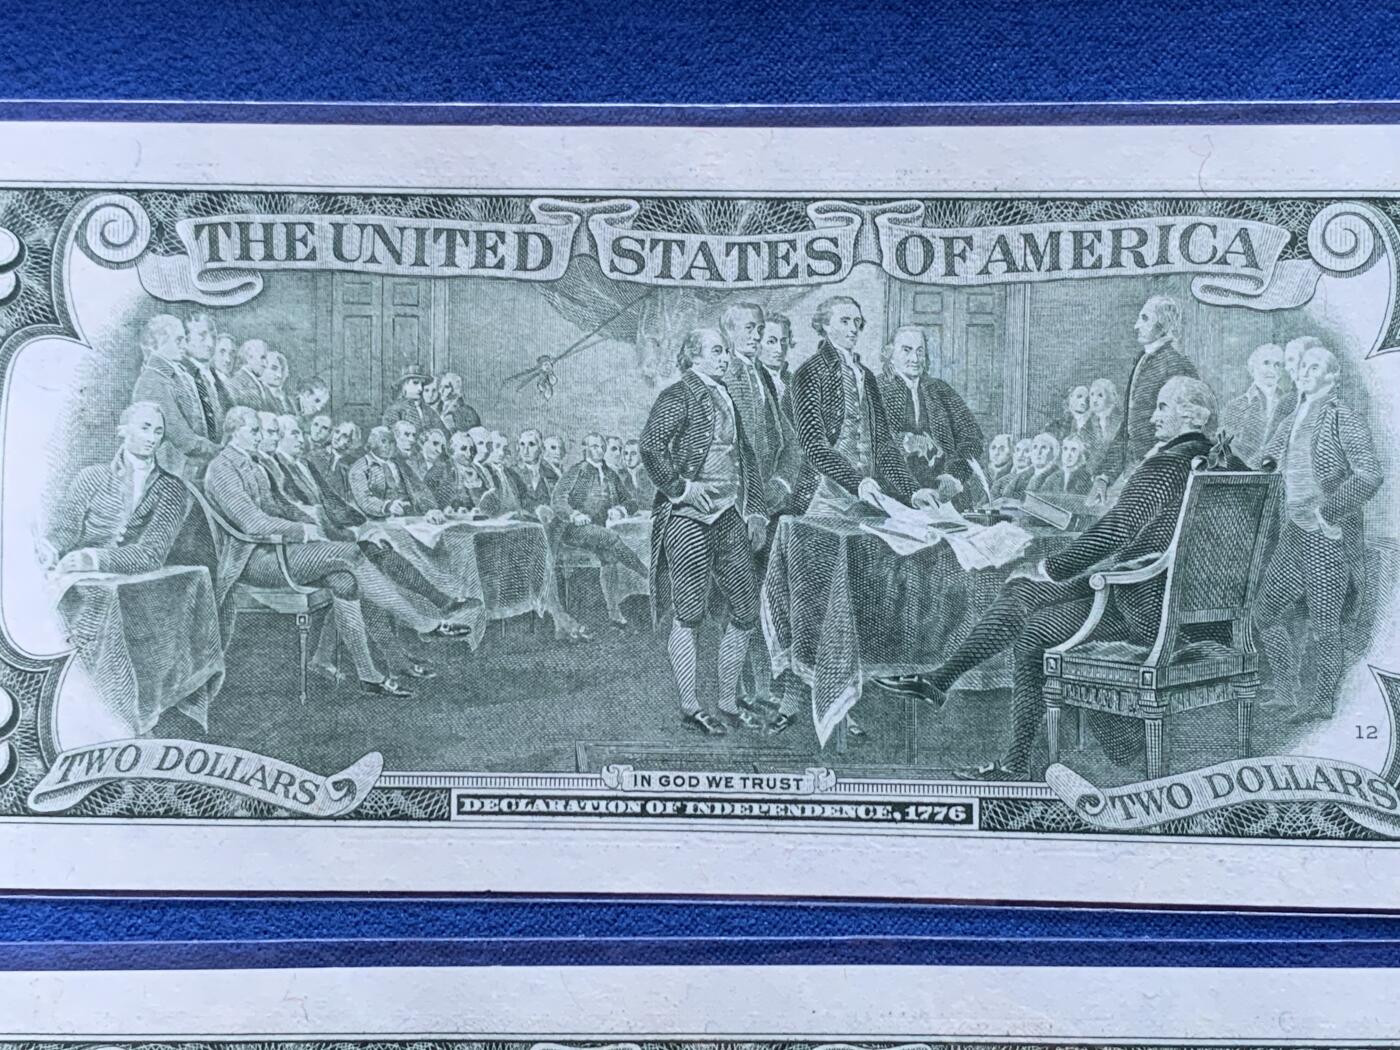 THE UNITED STATES OF AMERICA
12
TWO DOLLARS
IN GOD WE TRUST
TWO DOLLARS
DECLARATION OF INDEPENDENCE, 1776